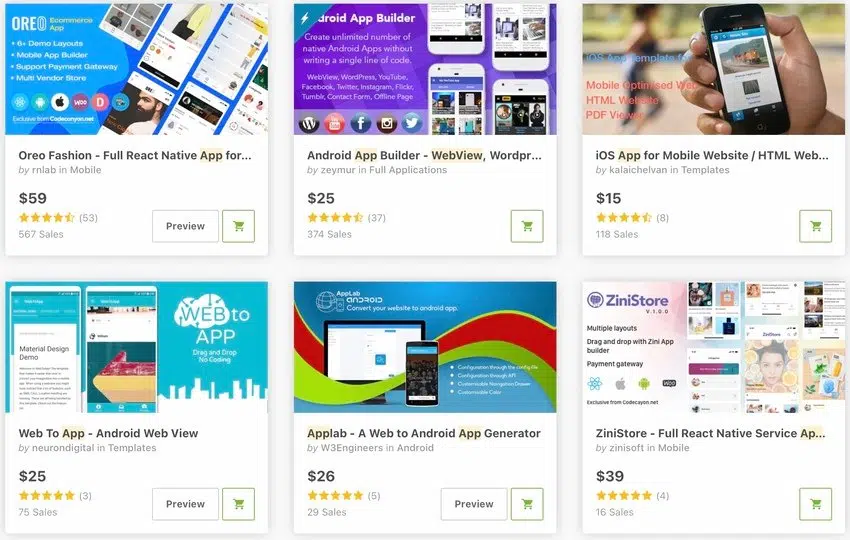 OREO Ecommerce App
• 6+ Demo Layouts
• Mobile App Builder
• Support Payment Gateway
• Multi Vendor Store
Exclusive from Codecanyon.net
Oreo Fashion - Full React Native App for...
by rnlab in Mobile
$59
(53)
567 Sales
Preview
Android App Builder
Create unlimited number of
native Android Apps without
writing a single line of code.
WebView, WordPress, YouTube,
Facebook, Twitter, Instagram, Flickr,
Tumblr, Contact Form, Offline Page
Android App Builder - WebView, Wordpr...
by zeymur in Full Applications
$25
(37)
374 Sales
iOS App Template for
Mobile Optimised Web
HTML Website
PDF Viewer
iOS App for Mobile Website / HTML Web...
by kalaichelvan in Templates
$15
(8)
118 Sales
Material Design
Demo
WEB to
APP
Drag and Drop
No Coding
Web To App - Android Web View
by neurondigital in Templates
$25
(3)
75 Sales
Preview
AppLab
ANDROID
Convert your website to android app.
Configuration through the config file
Configuration through API
Customisable Navigation Drawer
Customisable Color
Applab - A Web to Android App Generator
by W3Engineers in Android
$26
(5)
29 Sales
Preview
ZiniStore
V.1.0.0
Multiple layouts
Drag and drop with Zini App
builder
Payment gateway
Woo
Exclusive from Codecayon.net
ZiniStore
ZiniStore - Full React Native Service Ap...
by zinisoft in Mobile
$39
(4)
16 Sales